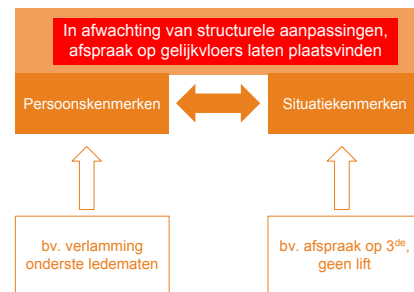 In afwachting van structurele aanpassingen,
afspraak op gelijkvloers laten plaatsvinden
Persoonskenmerken
Situatiekenmerken
bv. verlamming
onderste ledematen
bv. afspraak op 3de,
geen lift